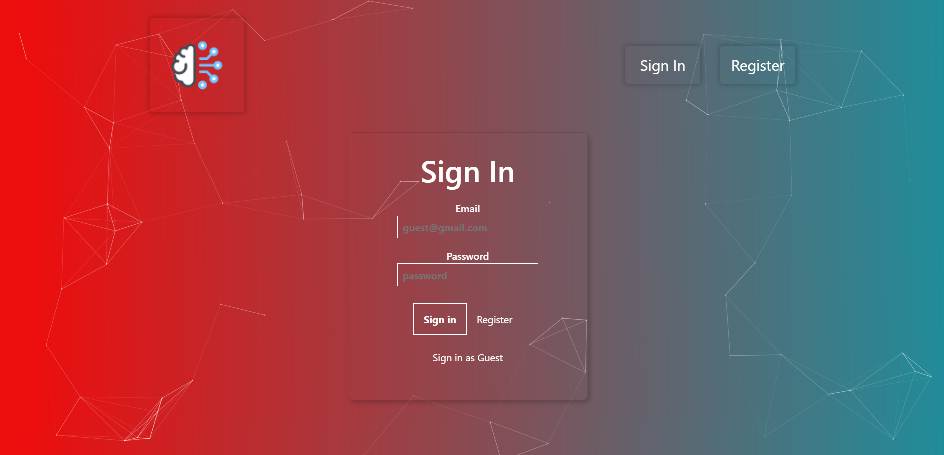 Sign In
Register
Sign In
Email
guest@gmail.com
Password
password
Sign in
Register
Sign in as Guest